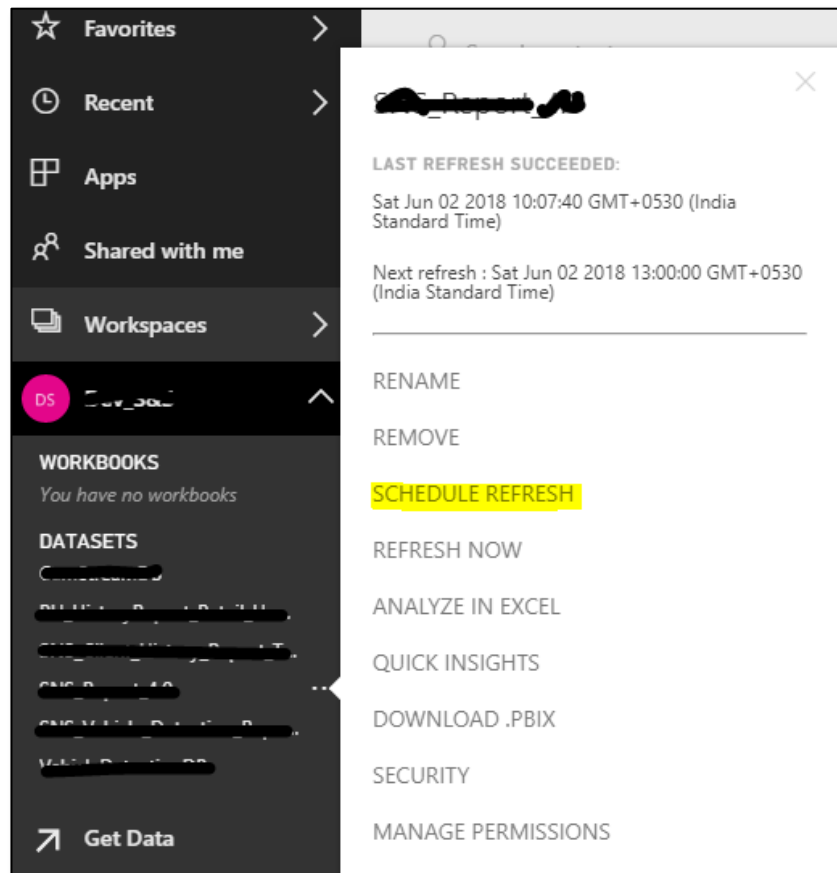 Favorites
Recent
Apps
Shared with me
Workspaces
DS
WORKBOOKS
You have no workbooks
DATASETS
Get Data
LAST REFRESH SUCCEEDED:
Sat Jun 02 2018 10:07:40 GMT+0530 (India
Standard Time)
Next refresh : Sat Jun 02 2018 13:00:00 GMT+0530
(India Standard Time)
RENAME
REMOVE
SCHEDULE REFRESH
REFRESH NOW
ANALYZE IN EXCEL
QUICK INSIGHTS
DOWNLOAD .PBIX
SECURITY
MANAGE PERMISSIONS